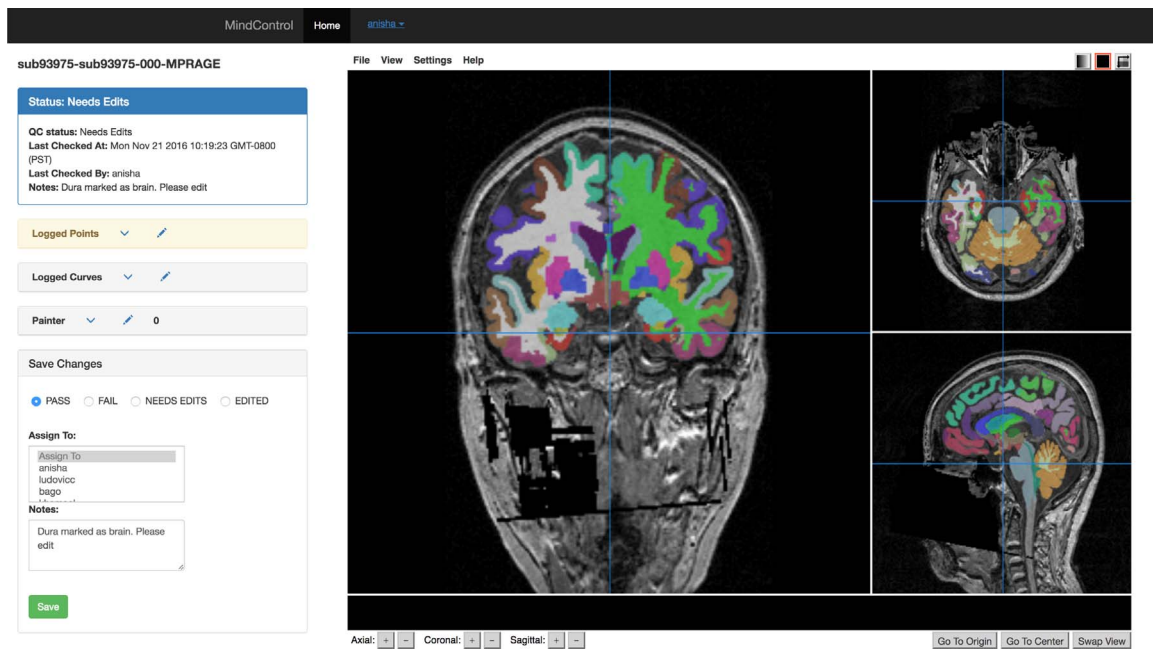 MindControl Home anisha
sub93975-sub93975-000-MPRAGE
Status: Needs Edits
QC status: Needs Edits
Last Checked At: Mon Nov 21 2016 10:19:23 GMT-0800
(PST)
Last Checked By: anisha
Notes: Dura marked as brain. Please edit
Logged Points
Logged Curves
Painter 0
Save Changes
PASS FAIL NEEDS EDITS EDITED
Assign To:
Assign To
anisha
ludovicc
bago
Notes:
Dura marked as brain. Please
edit
Save
File View Settings Help
Axial: + - Coronal: + - Sagittal: + - Go To Origin Go To Center Swap View